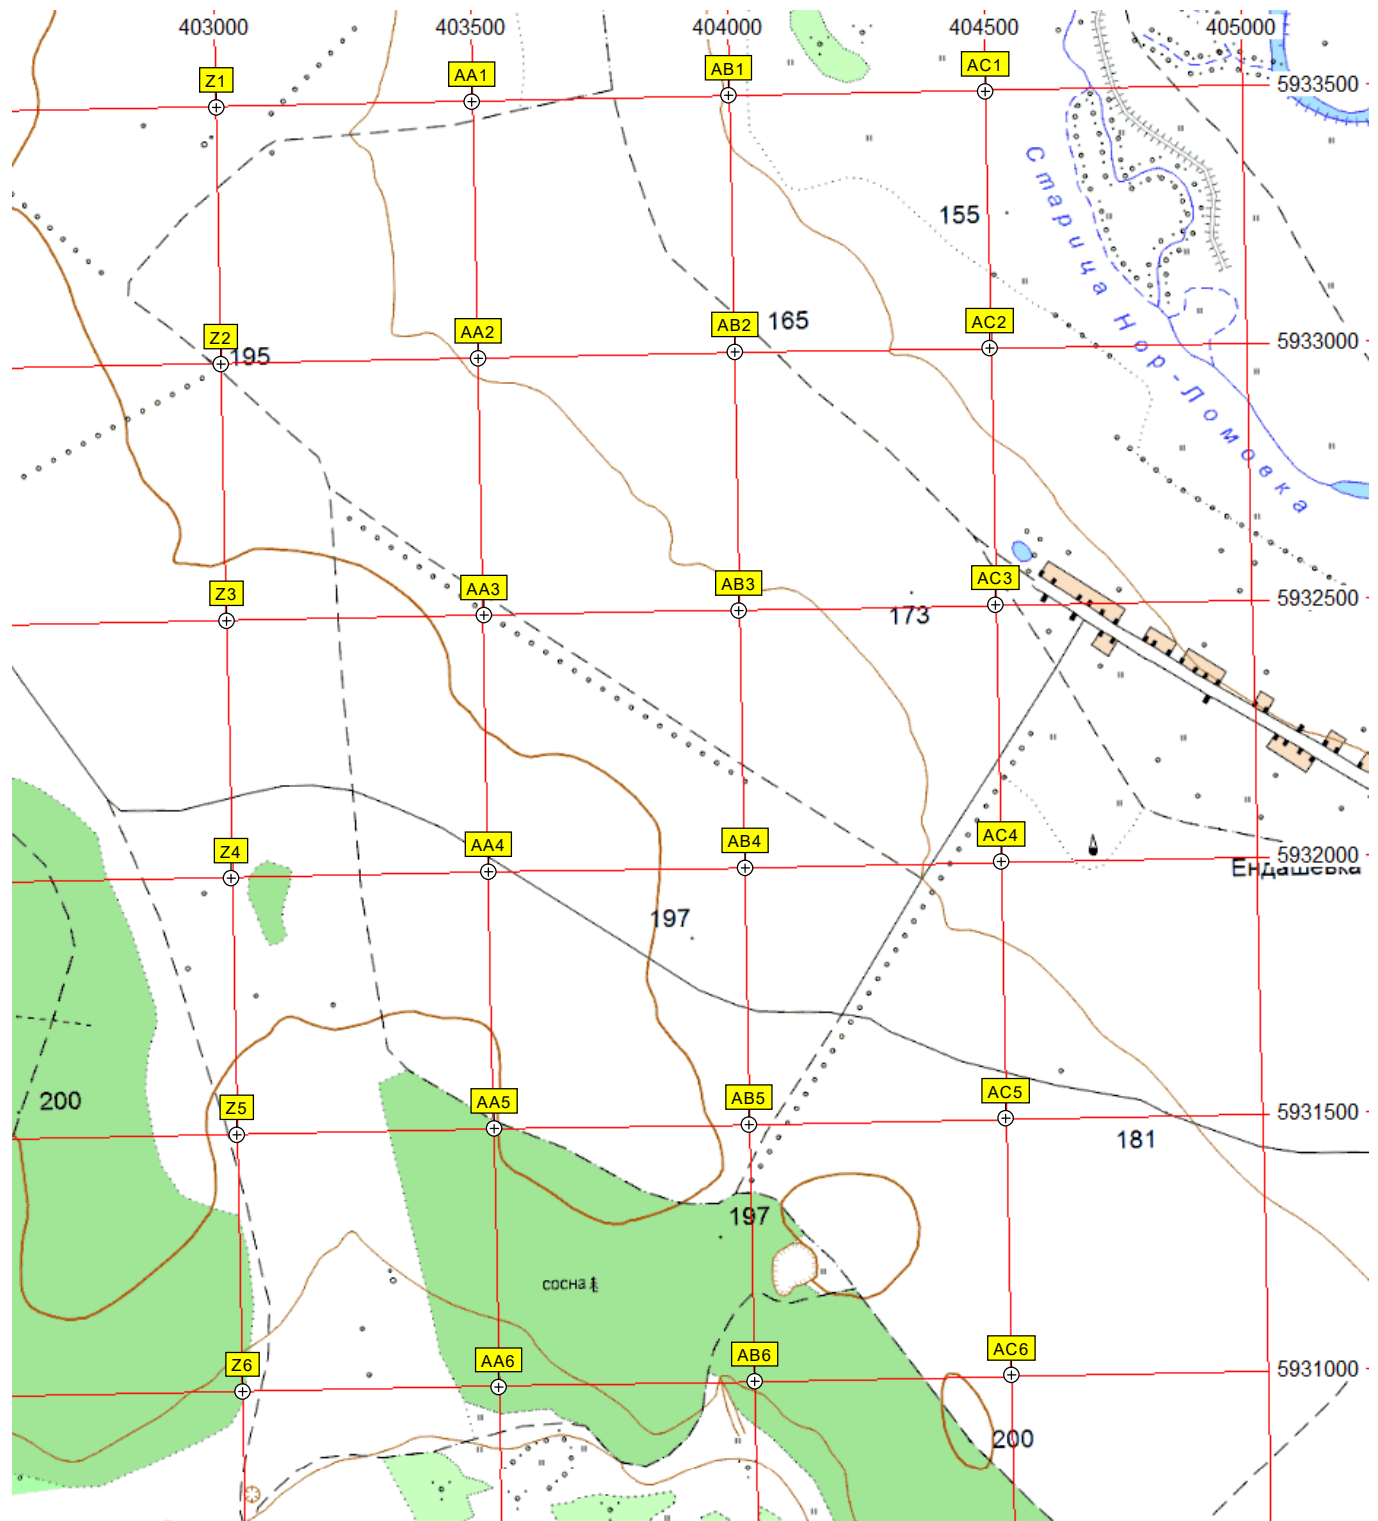 403000 403500 404000 404500 405000
Z1 AA1 AB1 AC1 5933500
155
Старица Нор-Ломовка
Z2 AA2 AB2 AC2 5933000
195 165
Z3 AA3 AB3 AC3 5932500
173
Z4 AA4 AB4 AC4 5932000
Ендашевка
197
200
Z5 AA5 AB5 AC5 5931500
181
197
сосна
Z6 AA6 AB6 AC6 5931000
200